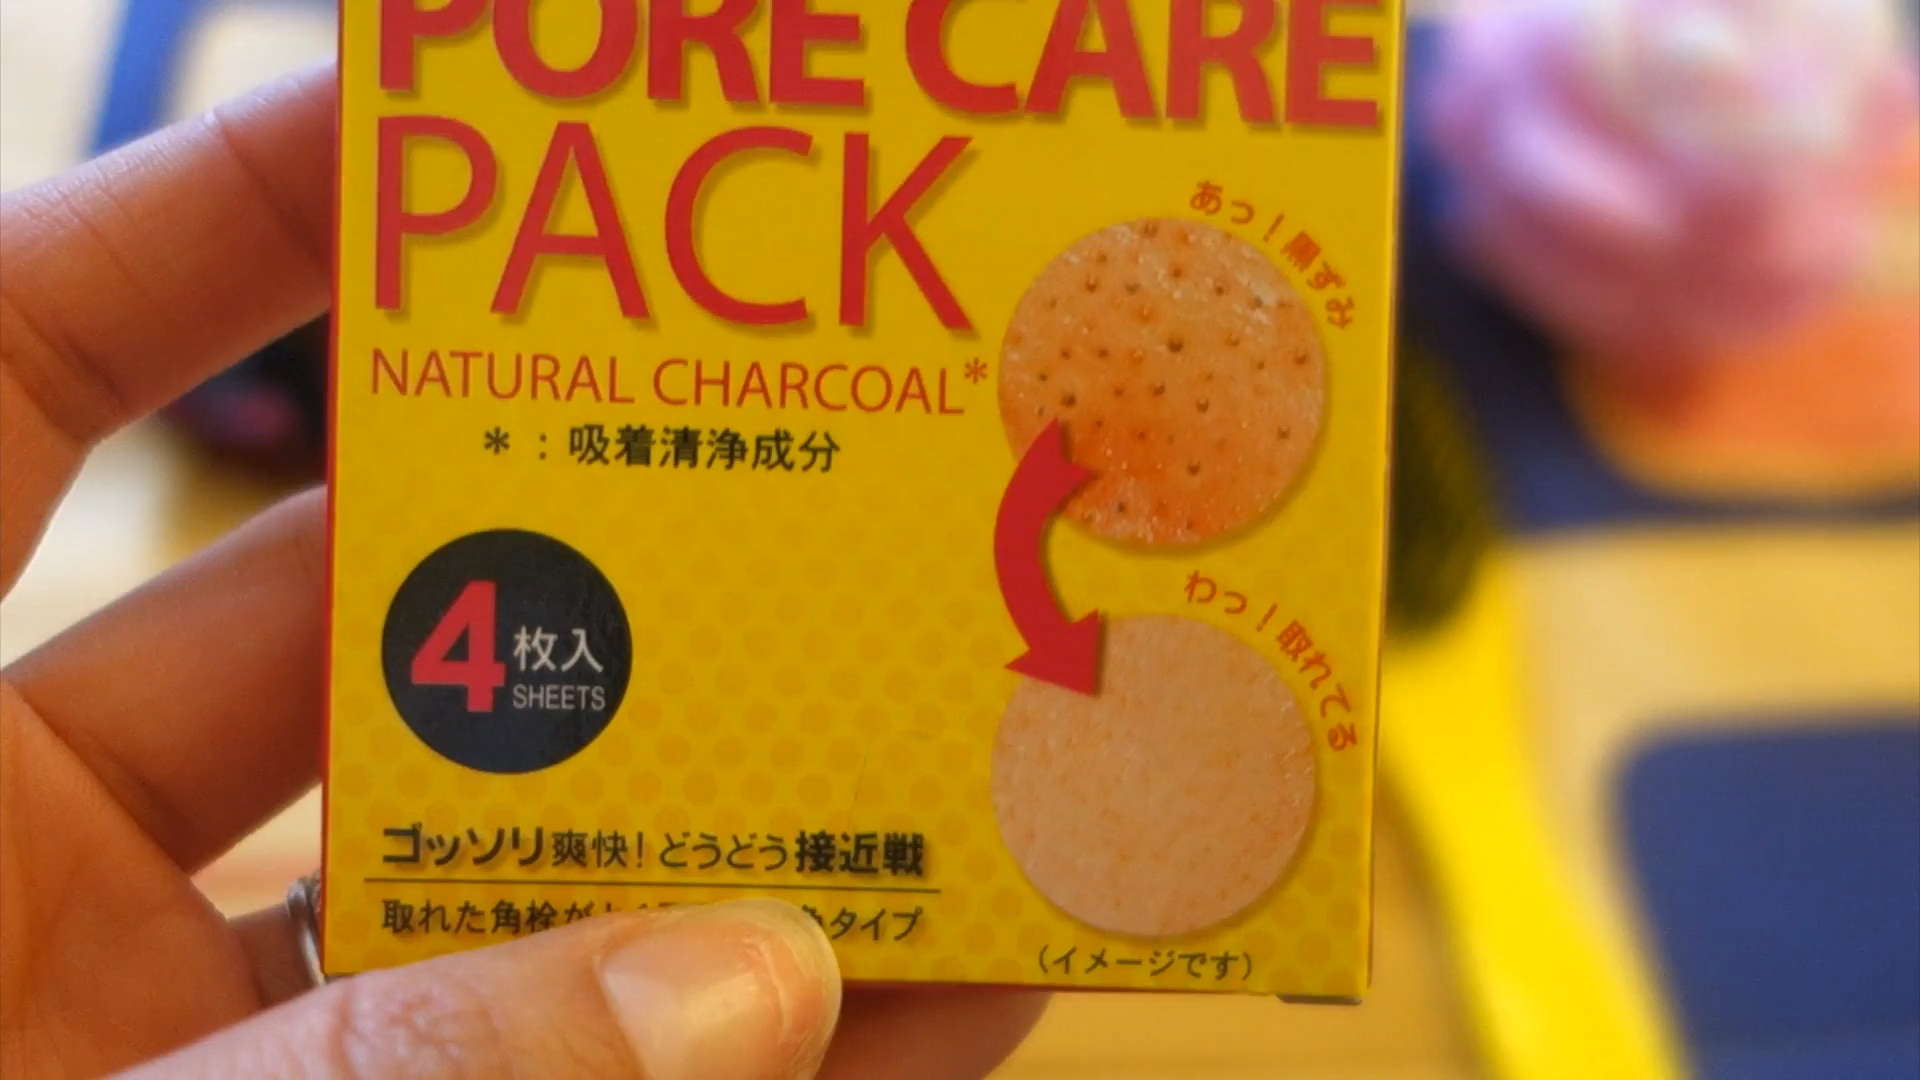 PORE CARE
PACK
NATURAL CHARCOAL*
*：吸着清浄成分
あっ！黒ずみ
わっ！取れてる
4枚入
SHEETS
ゴッソリ爽快！どうどう接近戦
取れた角栓が タイプ
（イメージです）